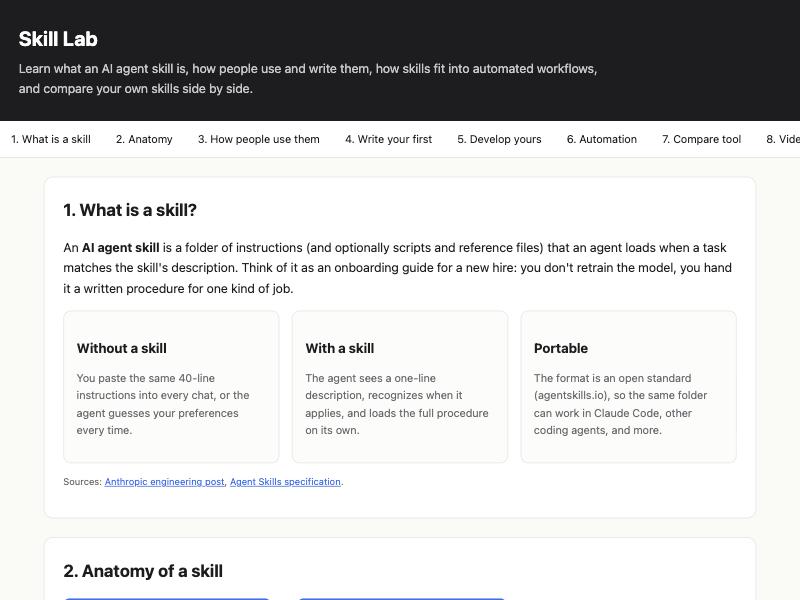 Skill Lab
Learn what an AI agent skill is, how people use and write them, how skills fit into automated workflows,
and compare your own skills side by side.
1. What is a skill?
2. Anatomy
3. How people use them
4. Write your first
5. Develop yours
6. Automation
7. Compare tool
8. Vide
1. What is a skill?
An AI agent skill is a folder of instructions (and optionally scripts and reference files) that an agent loads when a task
matches the skill's description. Think of it as an onboarding guide for a new hire: you don't retrain the model, you hand
it a written procedure for one kind of job.
Without a skill
You paste the same 40-line
instructions into every chat, or the
agent guesses your preferences
every time.
With a skill
The agent sees a one-line
description, recognizes when it
applies, and loads the full procedure
on its own.
Portable
The format is an open standard
(agentskills.io), so the same folder
can work in Claude Code, other
coding agents, and more.
Sources: Anthropic engineering post, Agent Skills specification.
2. Anatomy of a skill